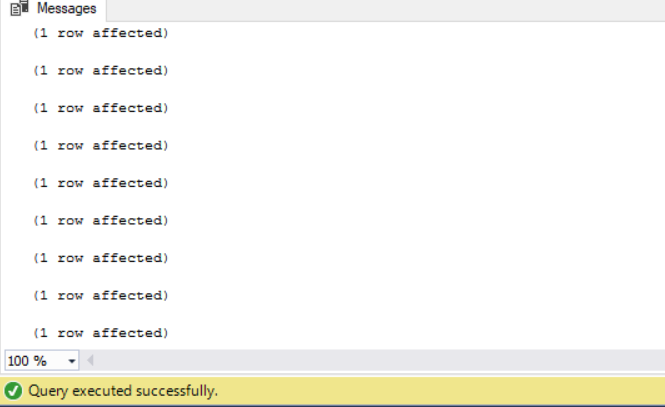 Messages
(1 row affected)
(1 row affected)
(1 row affected)
(1 row affected)
(1 row affected)
(1 row affected)
(1 row affected)
(1 row affected)
(1 row affected)
100 %
Query executed successfully.